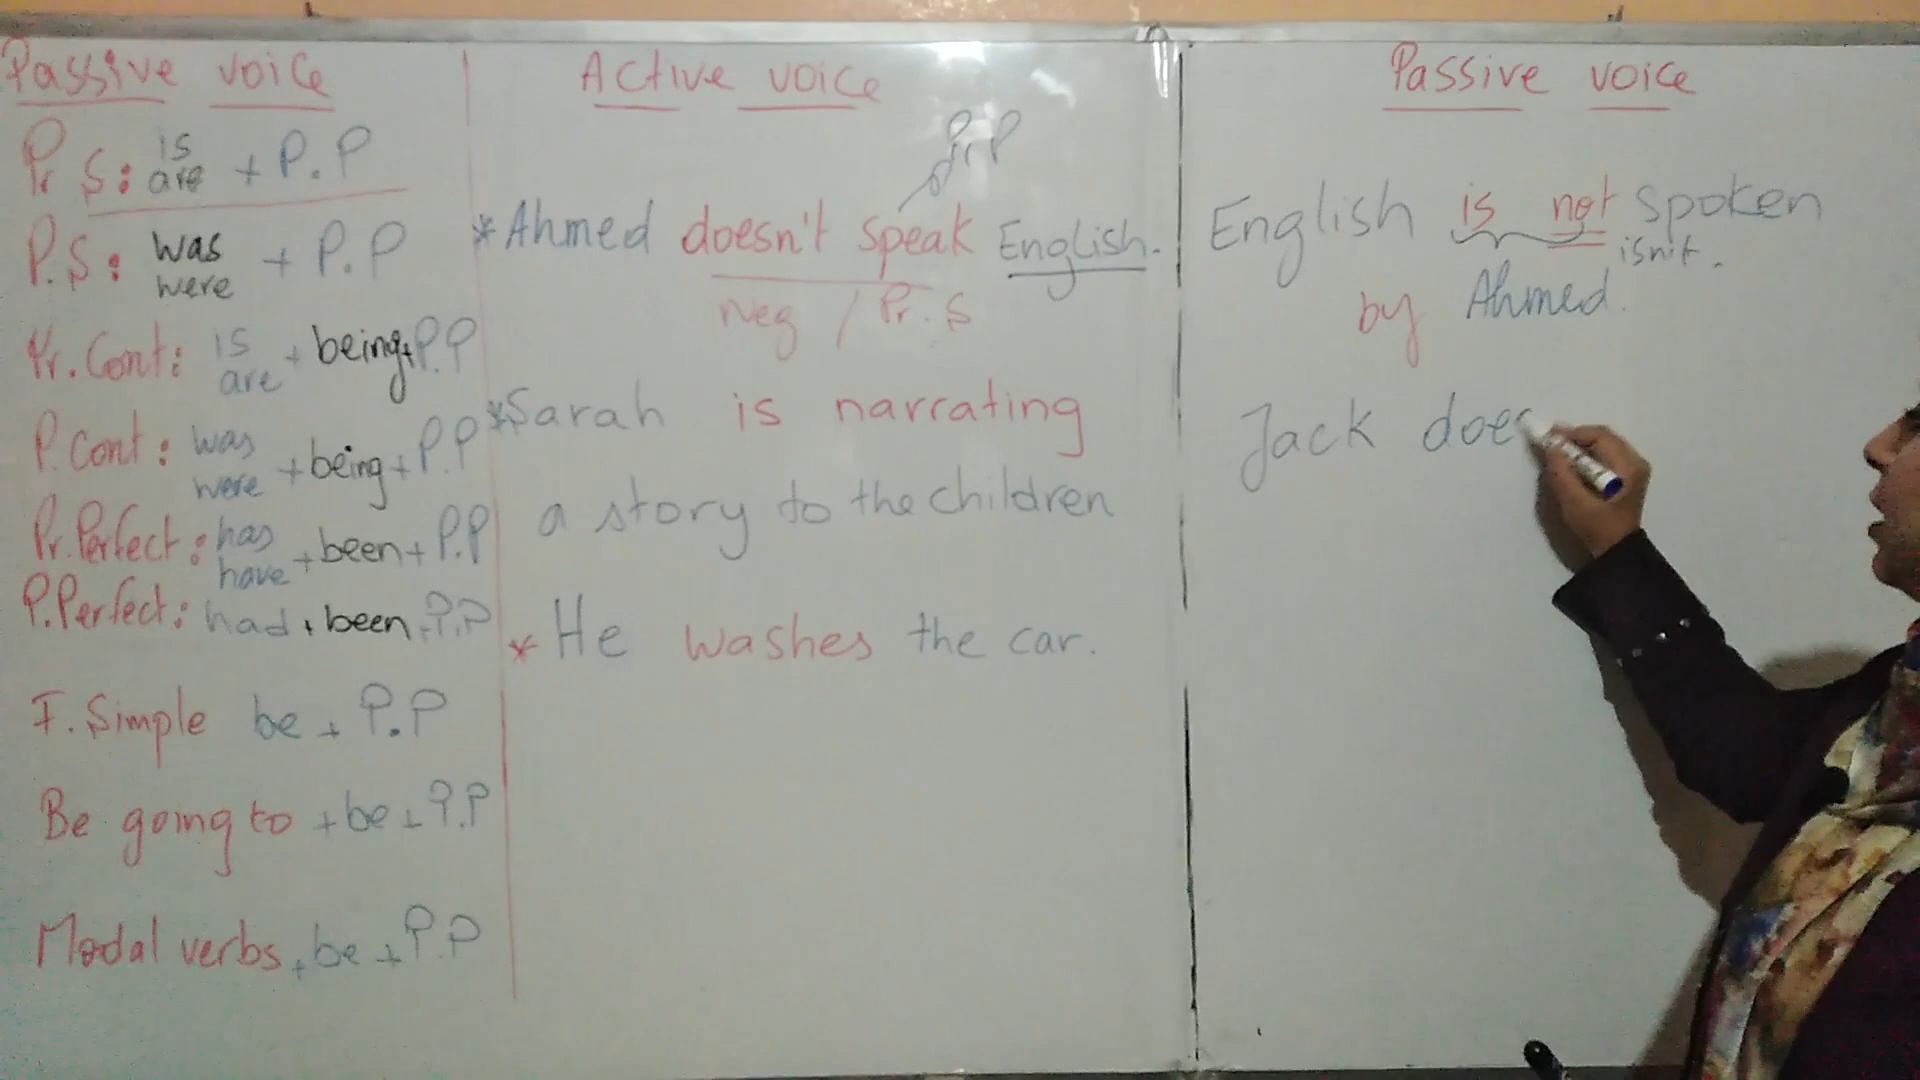 Passive voice
Pr S: is are + P.P
P.S: was were + P.P
Pr. Cont: is are + being + P.P
P. Cont: was were + being + P.P
Pr. Perfect: has have + been + P.P
P. Perfect: had + been + P.P
F. Simple be + P.P
Be going to + be + P.P
Modal verbs + be + P.P
Active voice
*Ahmed doesn't speak English.
Neg / Pr. S
*Sarah is narrating
a story to the children
* He washes the car.
Passive voice
English is not spoken
isn't.
by Ahmed.
Jack does